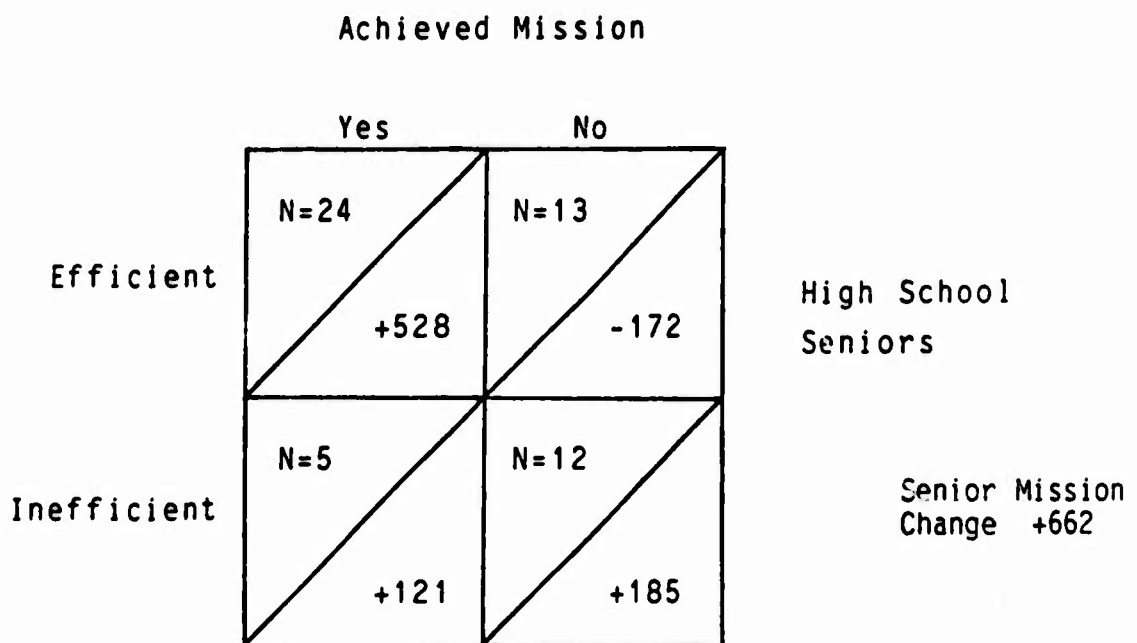 Achieved Mission
Yes No
N=24 N=13
Efficient
High School
+528 -172
Seniors
N=5 N=12
Inefficient
Senior Mission
Change +662
+121 +185